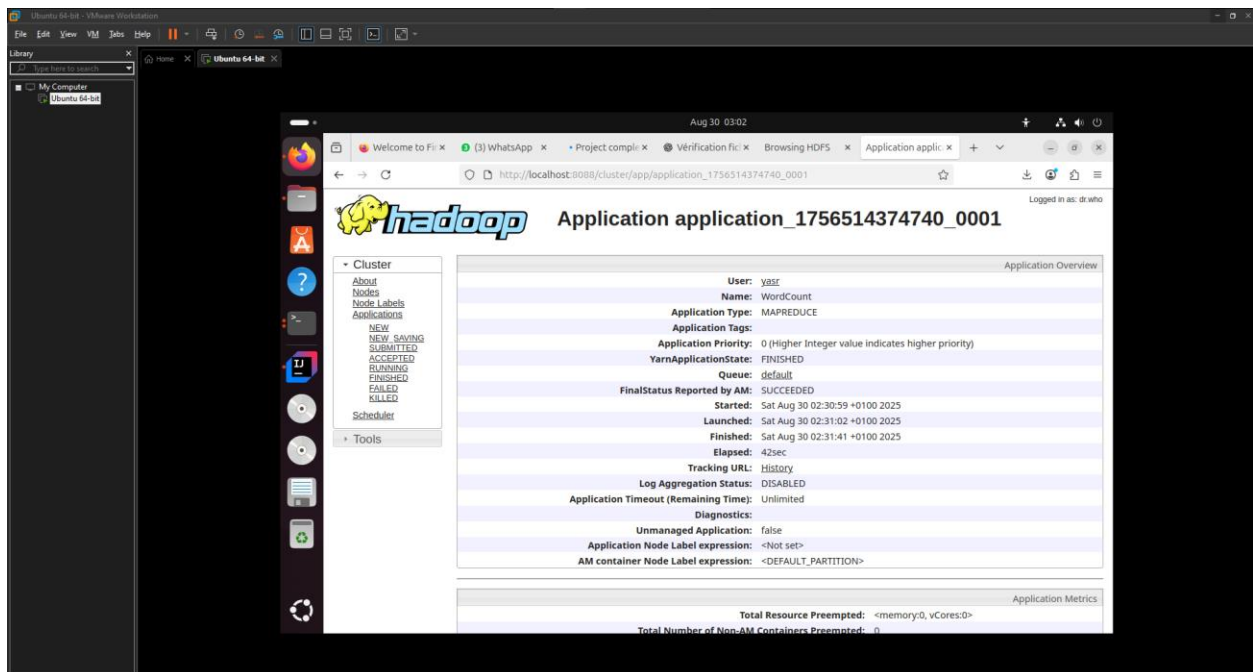 Ubuntu 64-bit - VMware Workstation
File Edit View VM Tabs Help
Library
Type here to search
My Computer
Ubuntu 64-bit
Home
Ubuntu 64-bit
Aug 30 03:02
Welcome to Fir
(3) WhatsApp
Project comple
Vérification fic
Browsing HDFS
Application applic
http://localhost:8088/cluster/app/application_1756514374740_0001
hadoop
Application application_1756514374740_0001
Logged in as: dr.who
Cluster
About
Nodes
Node Labels
Applications
NEW
NEW_SAVING
SUBMITTED
ACCEPTED
RUNNING
FINISHED
FAILED
KILLED
Scheduler
Tools
Application Overview
User: yasr
Name: WordCount
Application Type: MAPREDUCE
Application Tags:
Application Priority: 0 (Higher Integer value indicates higher priority)
YarnApplicationState: FINISHED
Queue: default
FinalStatus Reported by AM: SUCCEEDED
Started: Sat Aug 30 02:30:59 +0100 2025
Launched: Sat Aug 30 02:31:02 +0100 2025
Finished: Sat Aug 30 02:31:41 +0100 2025
Elapsed: 42sec
Tracking URL: History
Log Aggregation Status: DISABLED
Application Timeout (Remaining Time): Unlimited
Diagnostics:
Unmanaged Application: false
Application Node Label expression: <Not set>
AM container Node Label expression: <DEFAULT_PARTITION>
Application Metrics
Total Resource Preempted: <memory:0, vCores:0>
Total Number of Non-AM Containers Preempted: 0